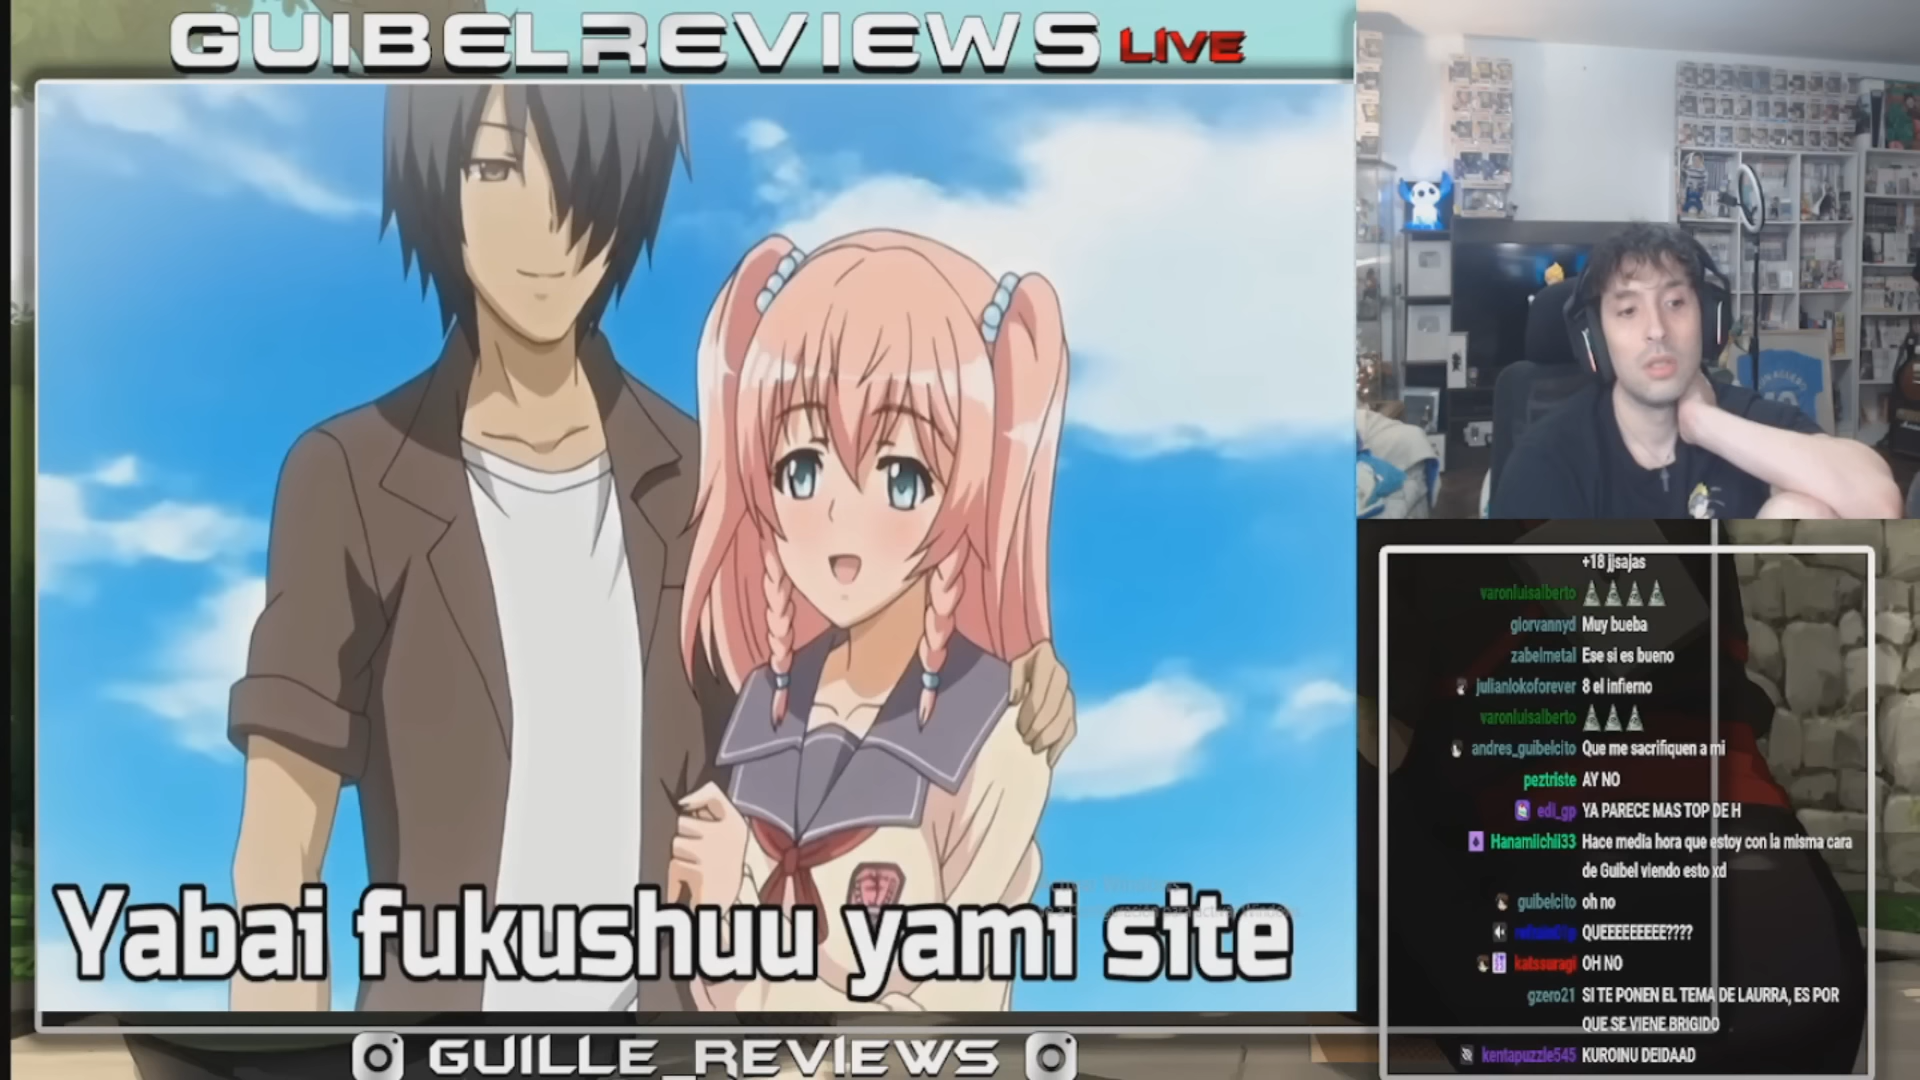 GUIBELREVIEWS LIVE
Yabai fukushuu yami site
GUILLE_REVIEWS
+18 jjsajas
varonluisalberto
giorvannyd Muy bueba
zabelmetal Ese si es bueno
julianlokoforever 8 el infierno
varonluisalberto
andres_guibelcito Que me sacrifiquen a mi
peztriste AY NO
edi_gp YA PARECE MAS TOP DE H
Hanamiichii33 Hace media hora que estoy con la misma cara
de Guibel viendo esto xd
guibelcito oh no
QUEEEEEEEEE????
katssuragi OH NO
gzero21 SI TE PONEN EL TEMA DE LAURRA, ES POR
QUE SE VIENE BRIGIDO
kentapuzzle545 KUROINU DEIDAAD